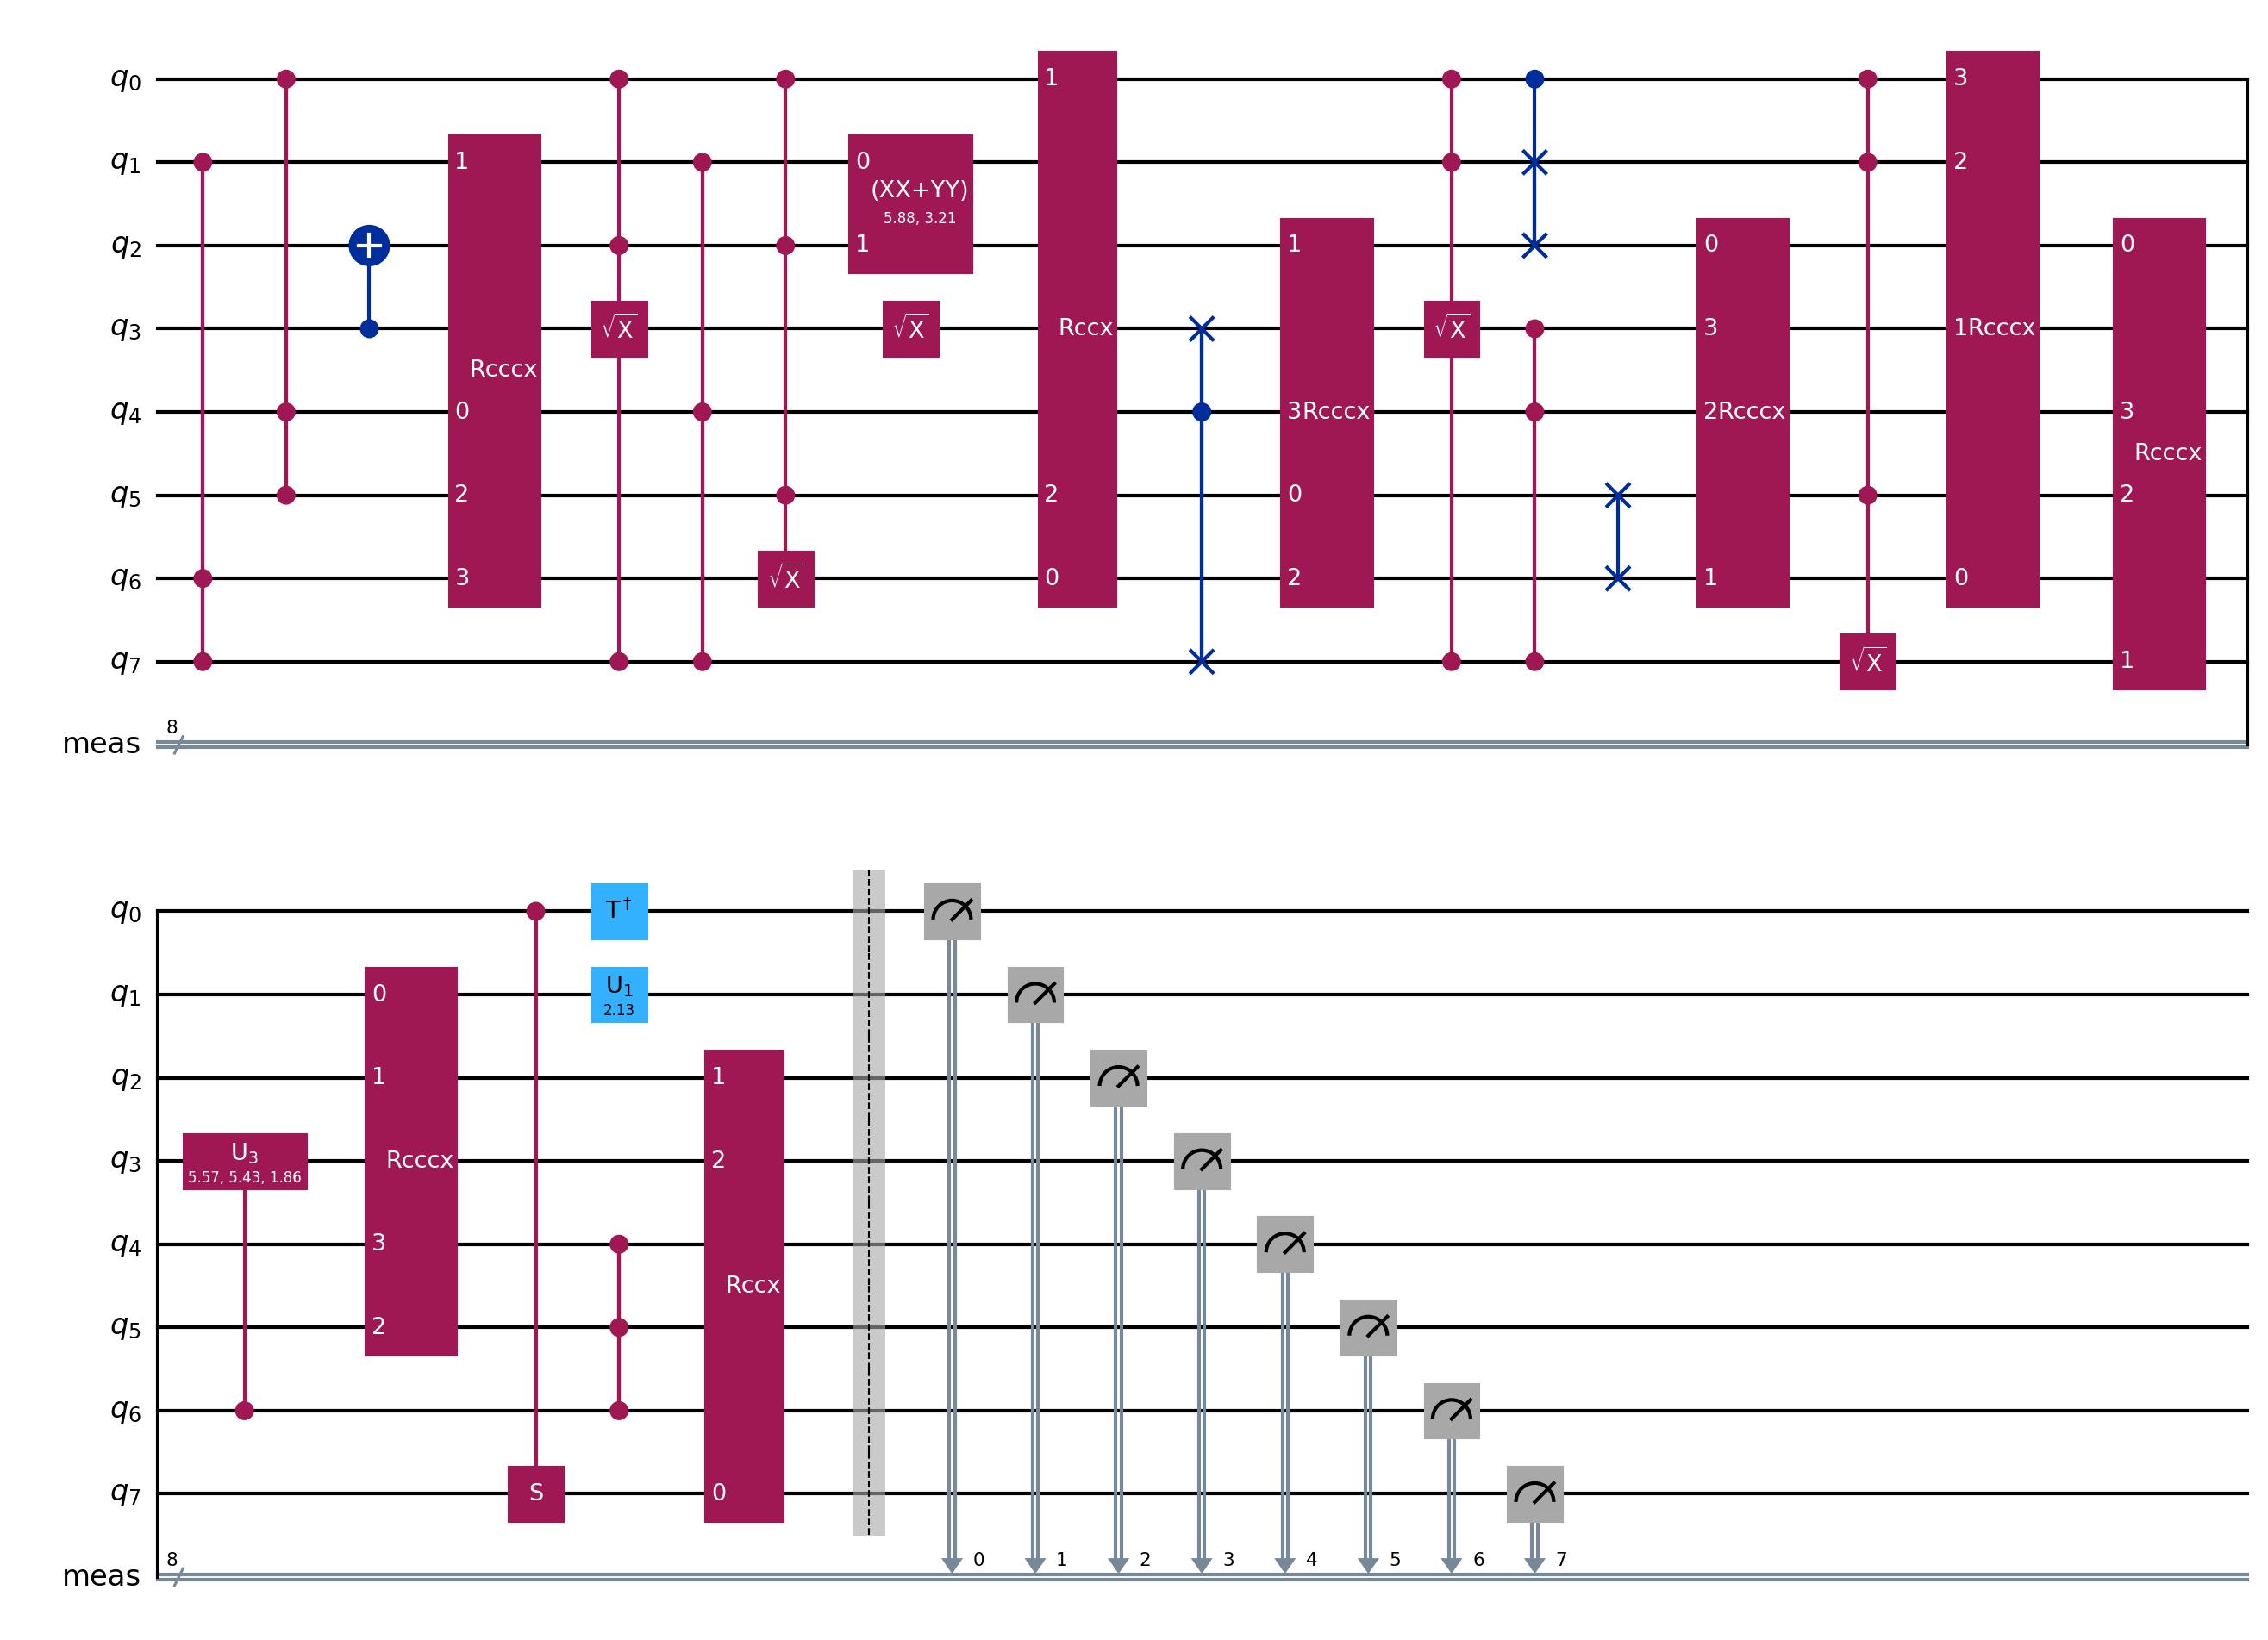 q0 1 3
q1 1 0 2
(XX+YY)
5.88, 3.21
q2 1 1 0 0
q3 √X √X Rccx √X 3 1Rcccx
Rcccx
q4 0 3Rcccx 2Rcccx 3
Rcccx
q5 2 2 0 2
q6 3 √X 0 2 1 0
q7 √X 1
8
meas
q0 T†
q1 0 U1
2.13
q2 1 1
q3 U3 Rcccx 2
5.57, 5.43, 1.86
q4 3
Rccx
q5 2
q6
q7 S 0
8 0 1 2 3 4 5 6 7
meas